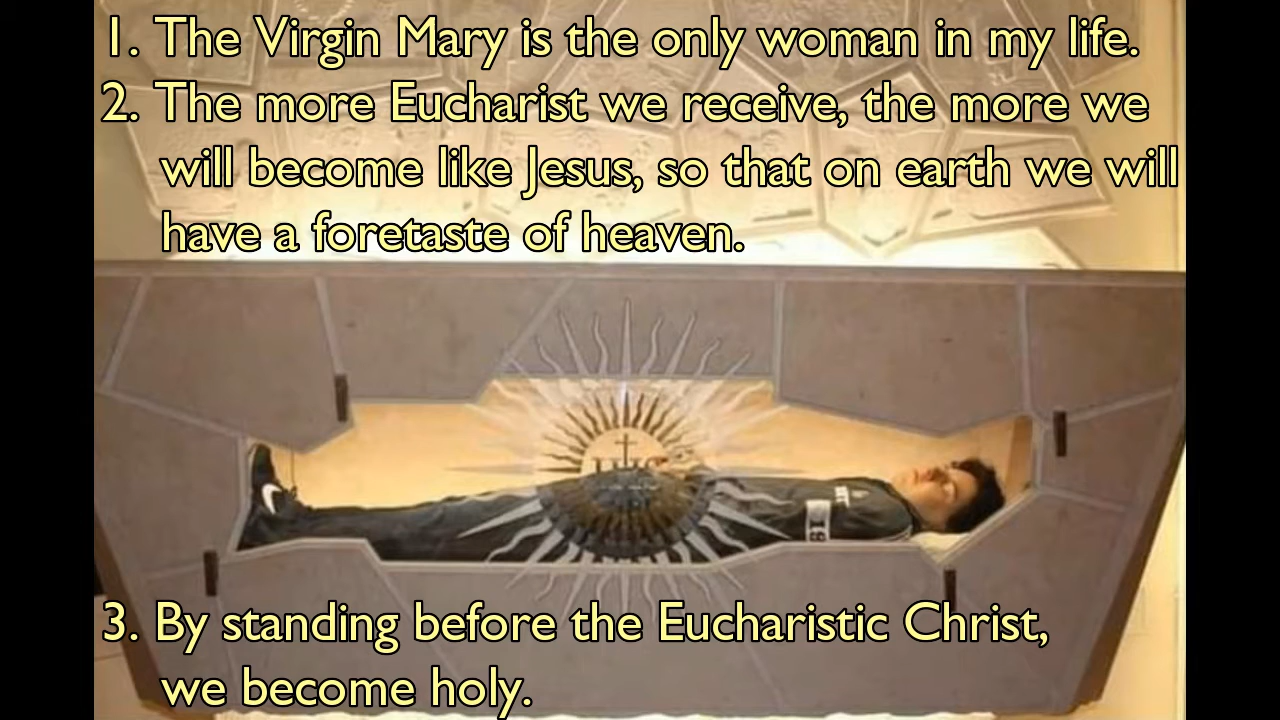 1. The Virgin Mary is the only woman in my life.
2. The more Eucharist we receive, the more we
will become like Jesus, so that on earth we will
have a foretaste of heaven.
IHS
3. By standing before the Eucharistic Christ,
we become holy.